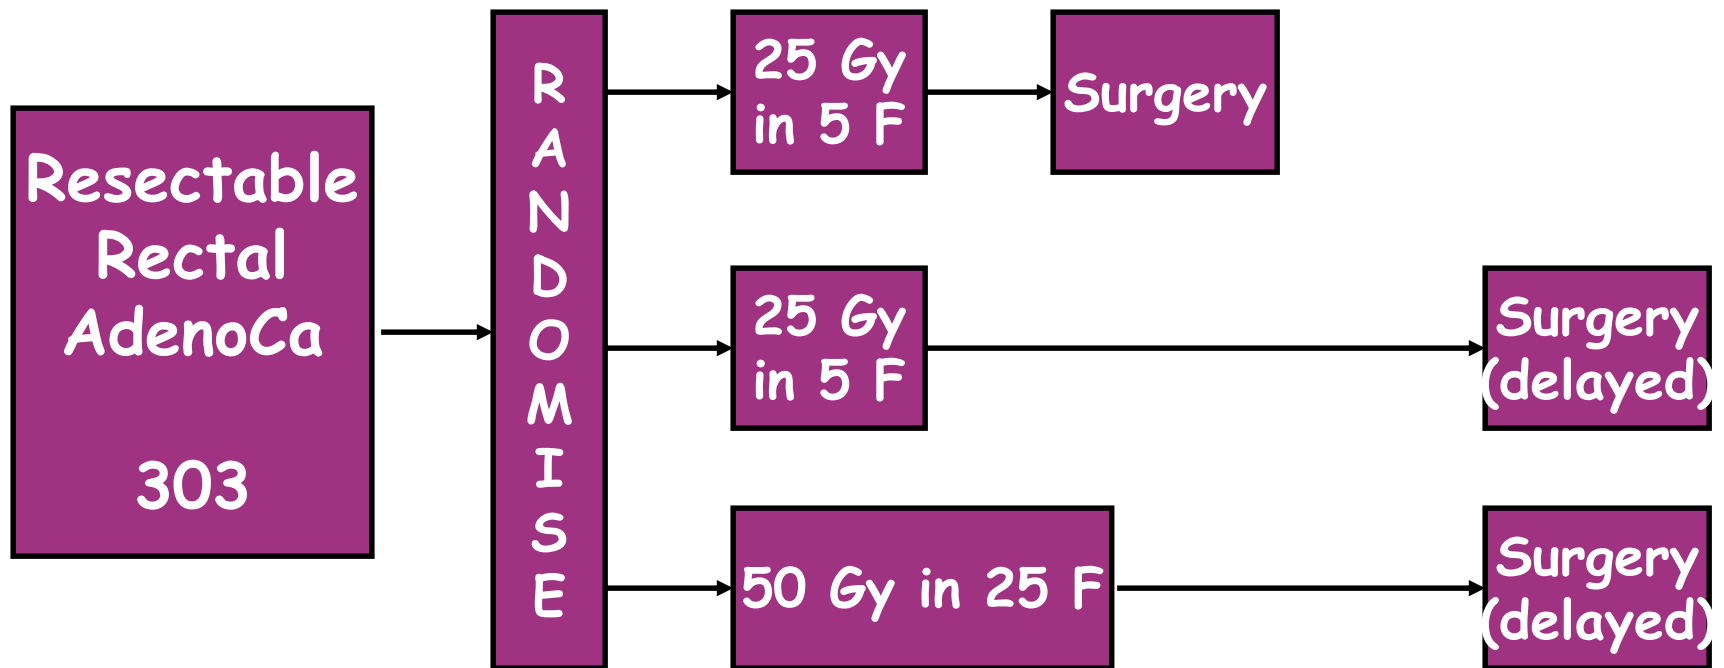 Resectable
Rectal
AdenoCa
303
R
A
N
D
O
M
I
S
E
25 Gy
in 5 F
Surgery
25 Gy
in 5 F
Surgery
(delayed)
50 Gy in 25 F
Surgery
(delayed)